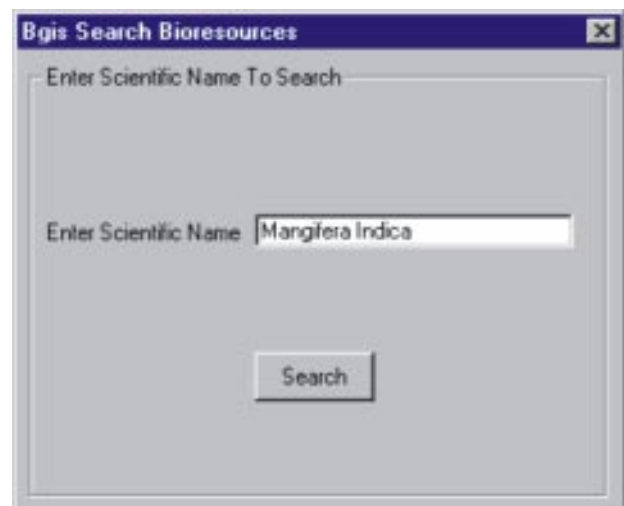 Bgis Search Bioresources
Enter Scientific Name To Search
Enter Scientific Name Mangifera Indica
Search